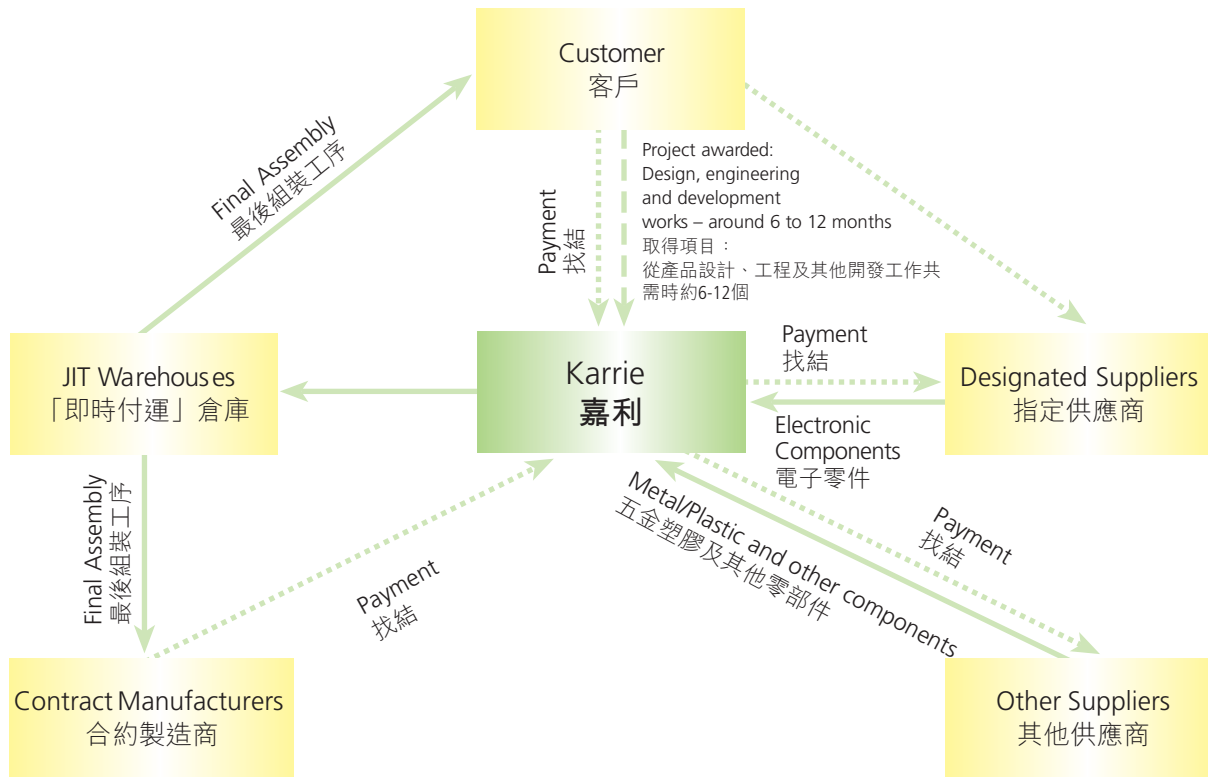 Customer
客戶
Final Assembly
最後組裝工序
Payment
找結
Project awarded:
Design, engineering
and development
works – around 6 to 12 months
取得項目：
從產品設計、工程及其他開發工作共
需時約6-12個
JIT Warehouses
「即時付運」倉庫
Karrie
嘉利
Payment
找結
Designated Suppliers
指定供應商
Electronic
Components
電子零件
Final Assembly
最後組裝工序
Payment
找結
Metal/Plastic and other components
五金塑膠及其他零部件
Payment
找結
Contract Manufacturers
合約製造商
Other Suppliers
其他供應商